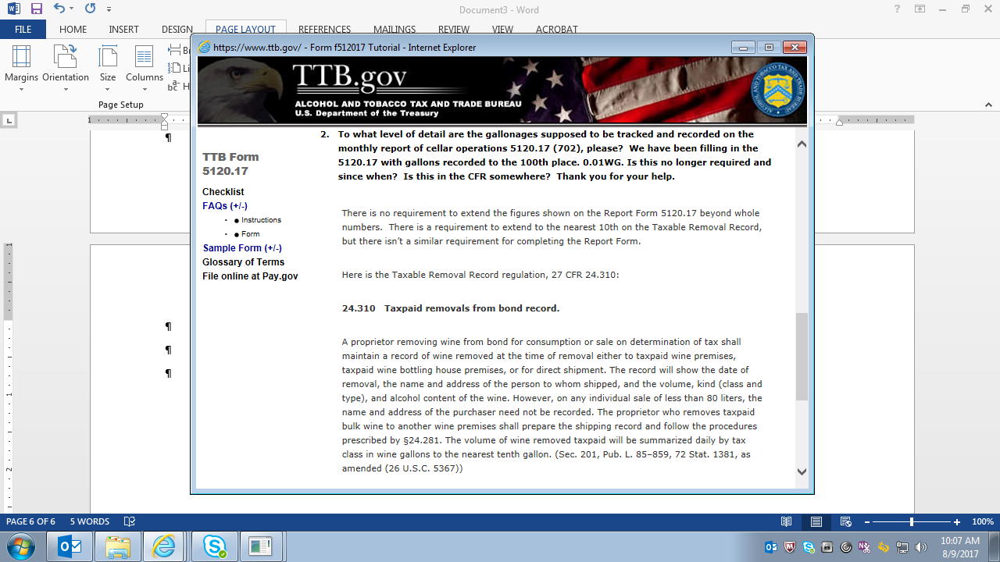 Document3 - Word
FILE HOME INSERT DESIGN PAGE LAYOUT REFERENCES MAILINGS REVIEW VIEW ACROBAT
Margins Orientation Size Columns
Page Setup
https://www.ttb.gov/ - Form f512017 Tutorial - Internet Explorer
TTB.gov
ALCOHOL AND TOBACCO TAX AND TRADE BUREAU
U.S. Department of the Treasury
TTB Form
5120.17
Checklist
FAQs (+/-)
• ● Instructions
• ● Form
Sample Form (+/-)
Glossary of Terms
File online at Pay.gov
2. To what level of detail are the gallonages supposed to be tracked and recorded on the
monthly report of cellar operations 5120.17 (702), please? We have been filling in the
5120.17 with gallons recorded to the 100th place. 0.01WG. Is this no longer required and
since when? Is this in the CFR somewhere? Thank you for your help.
There is no requirement to extend the figures shown on the Report Form 5120.17 beyond whole
numbers. There is a requirement to extend to the nearest 10th on the Taxable Removal Record,
but there isn't a similar requirement for completing the Report Form.
Here is the Taxable Removal Record regulation, 27 CFR 24.310:
24.310 Taxpaid removals from bond record.
A proprietor removing wine from bond for consumption or sale on determination of tax shall
maintain a record of wine removed at the time of removal either to taxpaid wine premises,
taxpaid wine bottling house premises, or for direct shipment. The record will show the date of
removal, the name and address of the person to whom shipped, and the volume, kind (class and
type), and alcohol content of the wine. However, on any individual sale of less than 80 liters, the
name and address of the purchaser need not be recorded. The proprietor who removes taxpaid
bulk wine to another wine premises shall prepare the shipping record and follow the procedures
prescribed by §24.281. The volume of wine removed taxpaid will be summarized daily by tax
class in wine gallons to the nearest tenth gallon. (Sec. 201, Pub. L. 85–859, 72 Stat. 1381, as
amended (26 U.S.C. 5367))
PAGE 6 OF 6 5 WORDS 100%
10:07 AM
8/9/2017